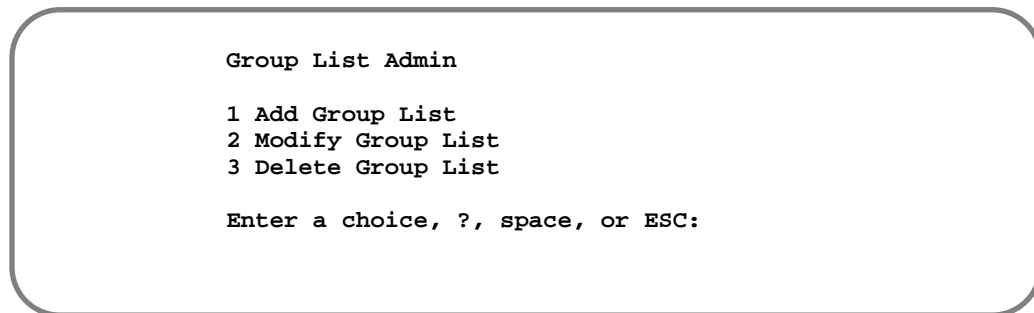 Group List Admin
1 Add Group List
2 Modify Group List
3 Delete Group List
Enter a choice, ?, space, or ESC: